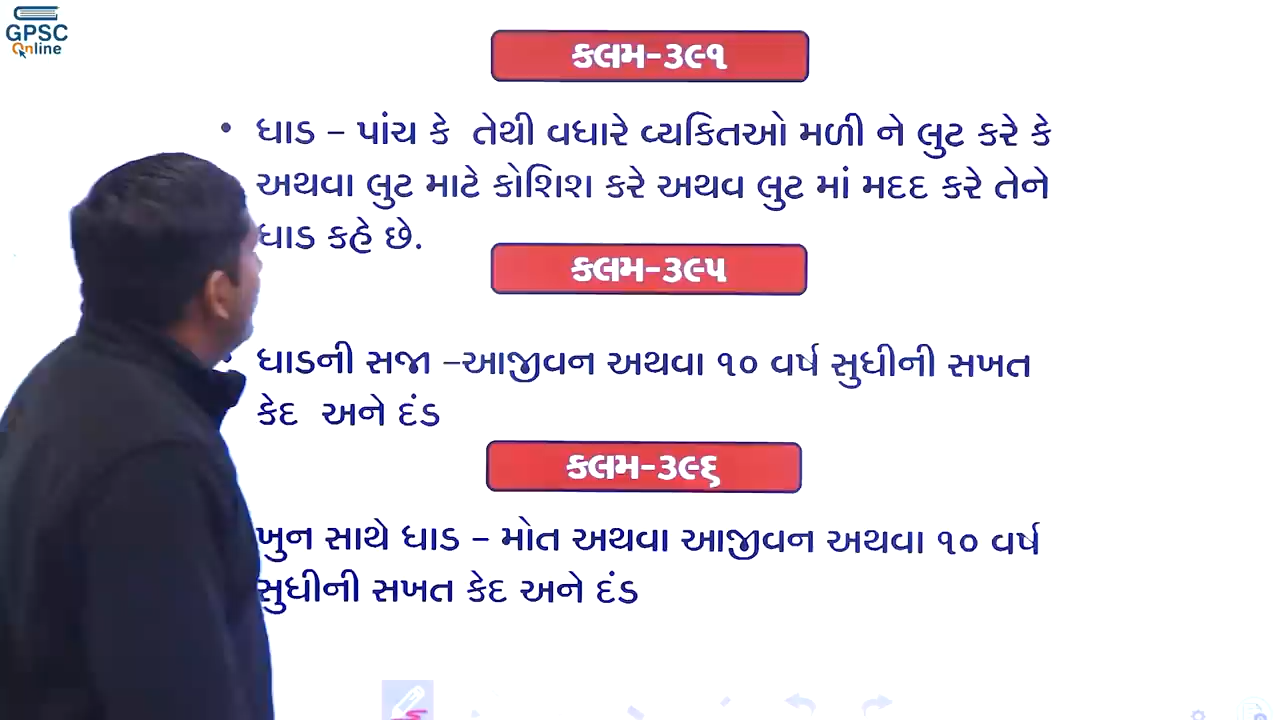 GPSC
Online
કલમ-૩૯૧
• ધાડ – પાંચ કે તેથી વધારે વ્યકિતઓ મળી ને લુટ કરે કે
અથવા લુટ માટે કોશિશ કરે અથવ લુટ માં મદદ કરે તેને
ધાડ કહે છે.
કલમ-૩૯૫
ધાડની સજા –આજીવન અથવા ૧૦ વર્ષ સુધીની સખત
કેદ અને દંડ
કલમ-૩૯૬
ખુન સાથે ધાડ – મોત અથવા આજીવન અથવા ૧૦ વર્ષ
સુધીની સખત કેદ અને દંડ